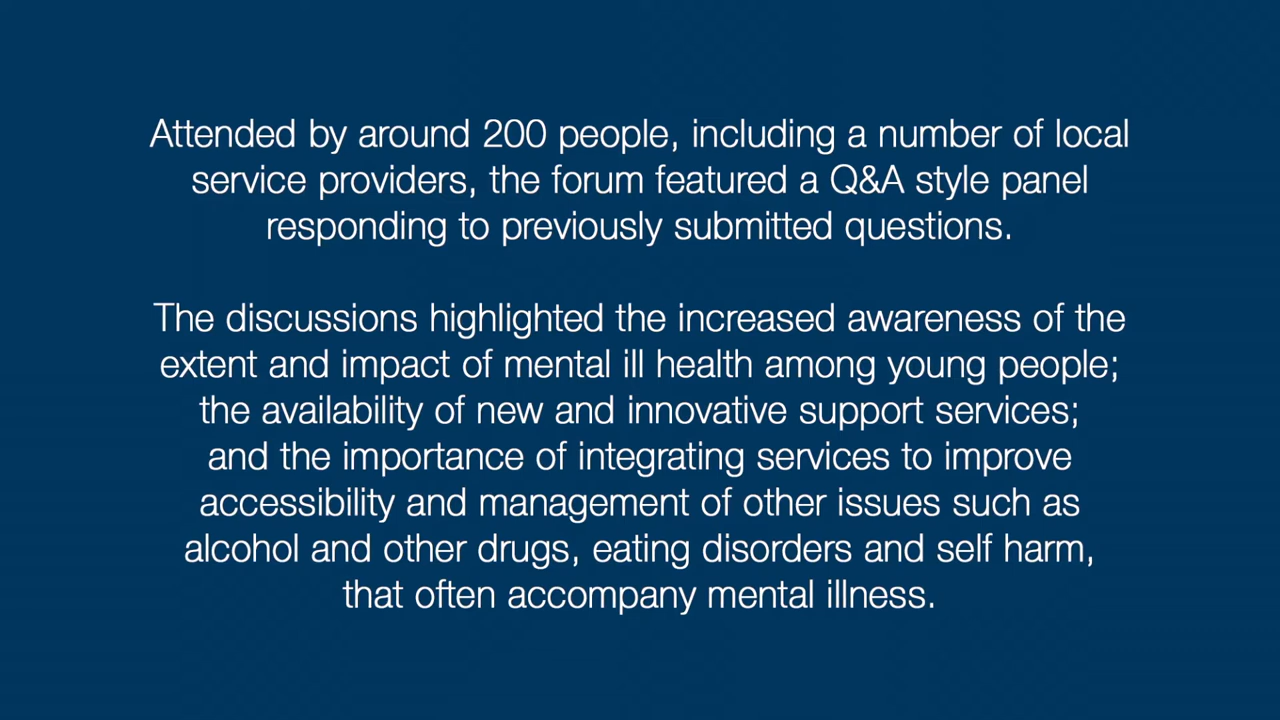 Attended by around 200 people, including a number of local
service providers, the forum featured a Q&A style panel
responding to previously submitted questions.
The discussions highlighted the increased awareness of the
extent and impact of mental ill health among young people;
the availability of new and innovative support services;
and the importance of integrating services to improve
accessibility and management of other issues such as
alcohol and other drugs, eating disorders and self harm,
that often accompany mental illness.